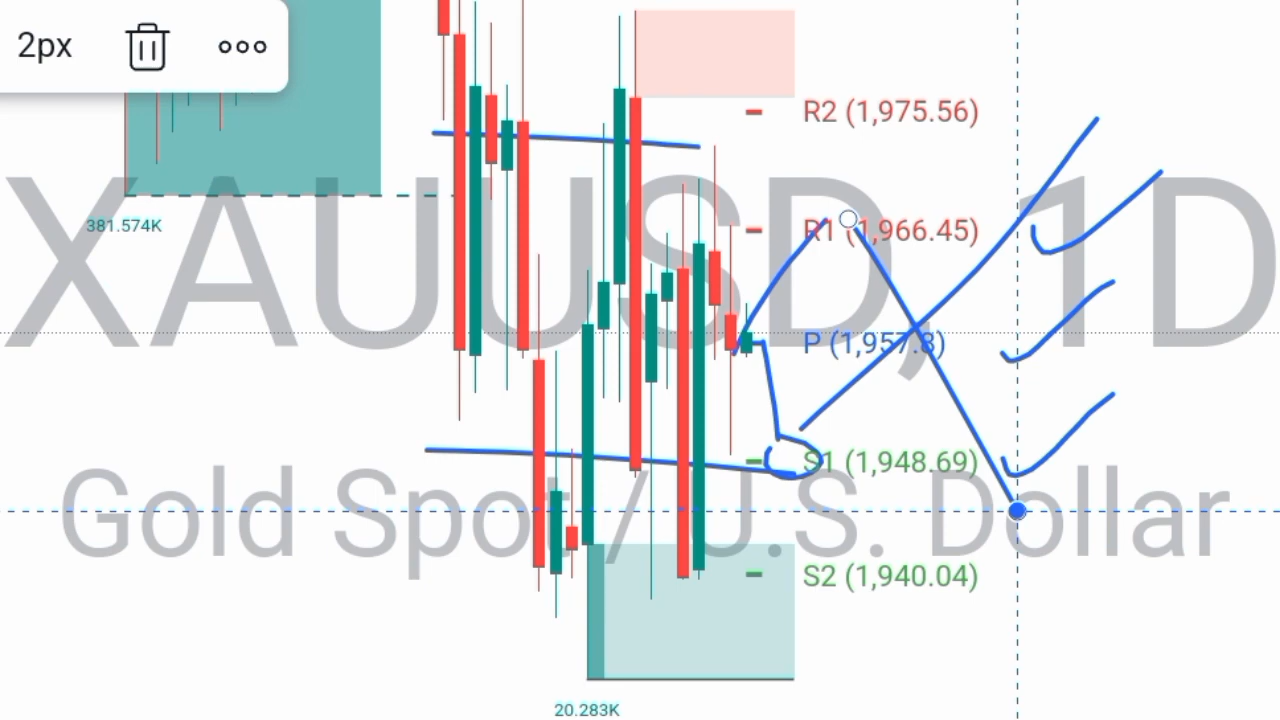 2px
R2 (1,975.56)
XAUUSD, 1D
381.574K
R1 (1,966.45)
P (1,957.8)
S1 (1,948.69)
Gold Spot / U.S. Dollar
S2 (1,940.04)
20.283K